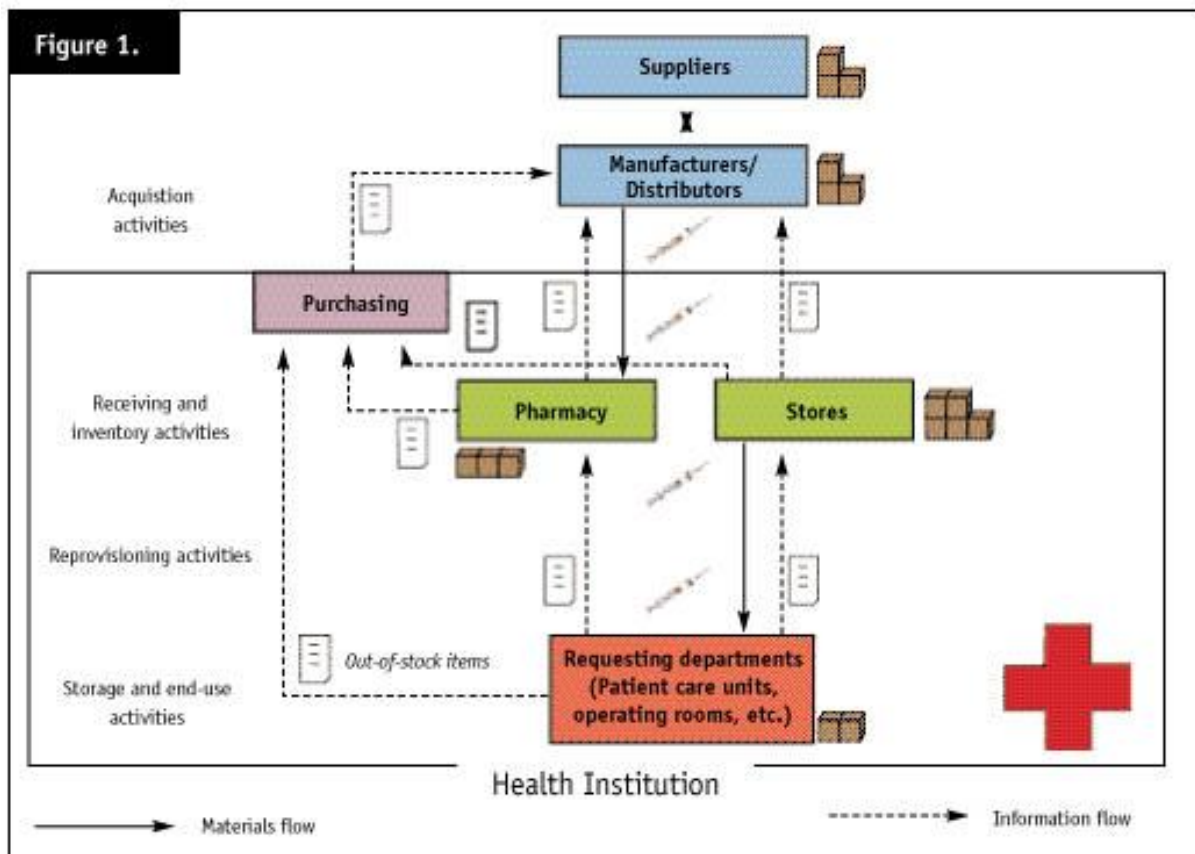 Figure 1.
Suppliers
Manufacturers/
Distributors
Acquistion
activities
Purchasing
Receiving and
inventory activities
Pharmacy
Stores
Reprovisioning activities
Out-of-stock items
Storage and end-use
activities
Requesting departments
(Patient care units,
operating rooms, etc.)
Health Institution
Materials flow
Information flow